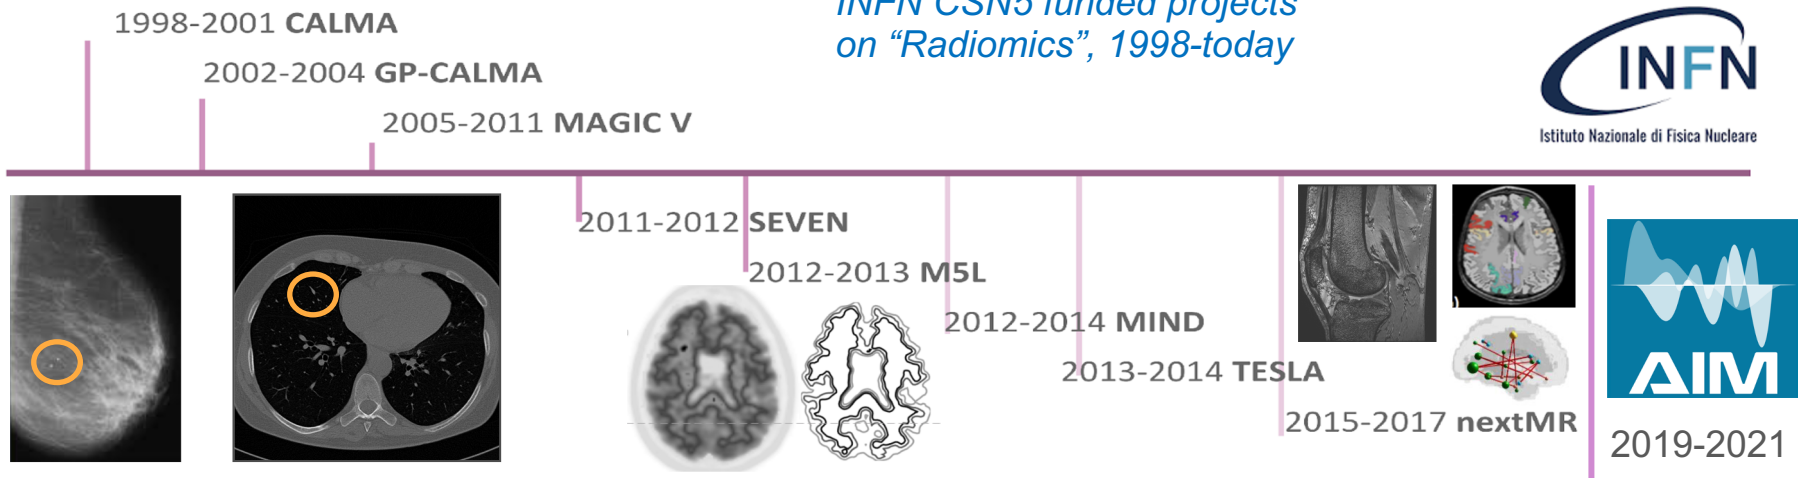 INFN CSN5 funded projects
on “Radiomics”, 1998-today
1998-2001 CALMA
2002-2004 GP-CALMA
2005-2011 MAGIC V
INFN
Istituto Nazionale di Fisica Nucleare
2011-2012 SEVEN
2012-2013 M5L
2012-2014 MIND
2013-2014 TESLA
2015-2017 nextMR
AIM
2019-2021